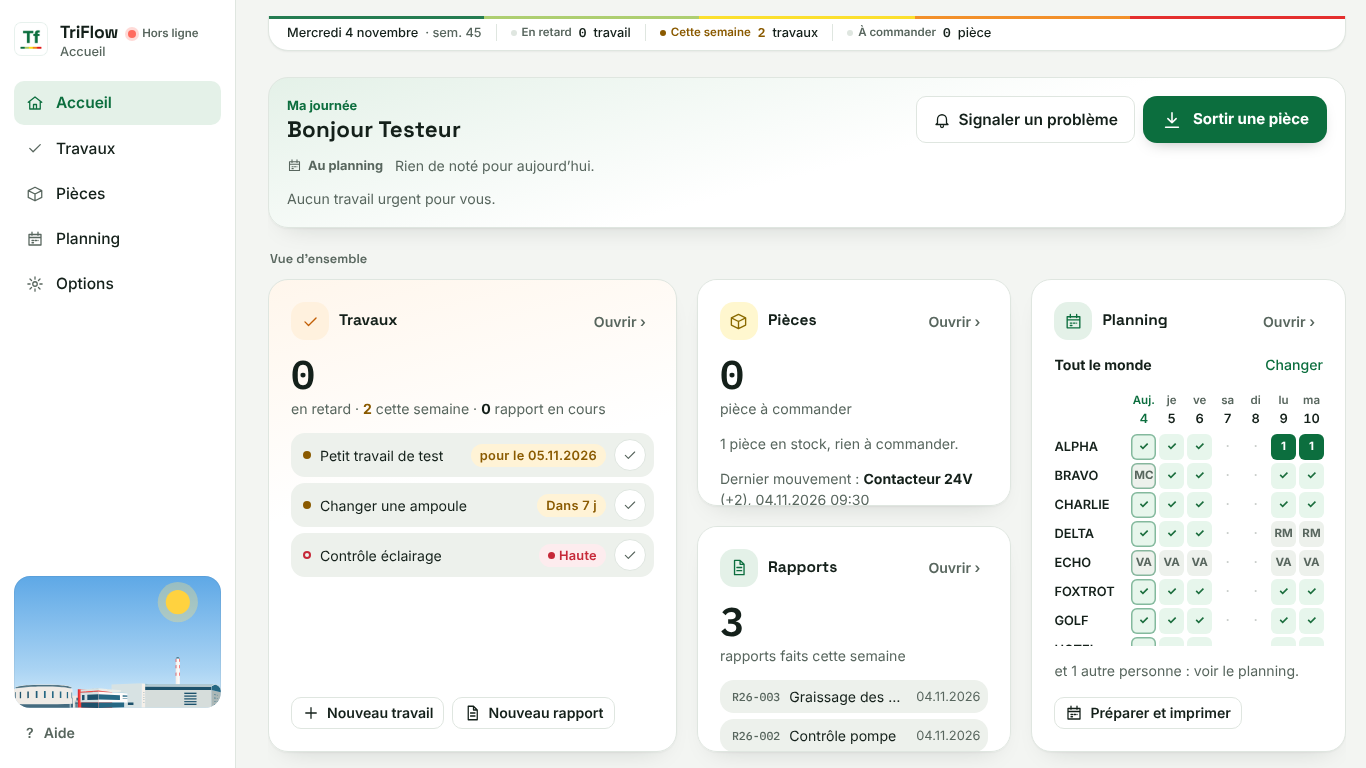 Tf
TriFlow
Hors ligne
Accueil
Accueil
Travaux
Pièces
Planning
Options
? Aide
Mercredi 4 novembre · sem. 45
En retard 0 travail
Cette semaine 2 travaux
À commander 0 pièce
Ma journée
Bonjour Testeur
Au planning Rien de noté pour aujourd’hui.
Aucun travail urgent pour vous.
Signaler un problème
Sortir une pièce
Vue d’ensemble
Travaux
Ouvrir ›
0
en retard · 2 cette semaine · 0 rapport en cours
Petit travail de test pour le 05.11.2026
Changer une ampoule Dans 7 j
Contrôle éclairage Haute
Nouveau travail
Nouveau rapport
Pièces
Ouvrir ›
0
pièce à commander
1 pièce en stock, rien à commander.
Dernier mouvement : Contacteur 24V
(+2), 04.11.2026 09:30
Rapports
Ouvrir ›
3
rapports faits cette semaine
R26-003 Graissage des ... 04.11.2026
R26-002 Contrôle pompe 04.11.2026
Planning
Ouvrir ›
Tout le monde
Changer
Auj. je ve sa di lu ma
4 5 6 7 8 9 10
ALPHA 1 1
BRAVO MC
CHARLIE
DELTA RM RM
ECHO VA VA VA VA VA
FOXTROT
GOLF
et 1 autre personne : voir le planning.
Préparer et imprimer